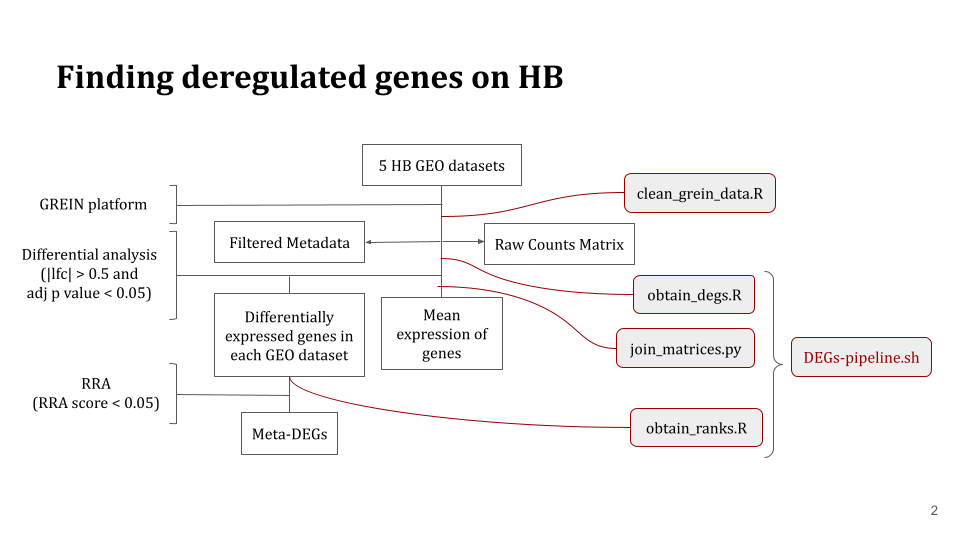 Finding deregulated genes on HB
5 HB GEO datasets
clean_grein_data.R
GREIN platform
Filtered Metadata
Raw Counts Matrix
Differential analysis
(|lfc| > 0.5 and
adj p value < 0.05)
obtain_degs.R
Differentially
expressed genes in
each GEO dataset
Mean
expression of
genes
join_matrices.py
DEGs-pipeline.sh
RRA
(RRA score < 0.05)
obtain_ranks.R
Meta-DEGs
2